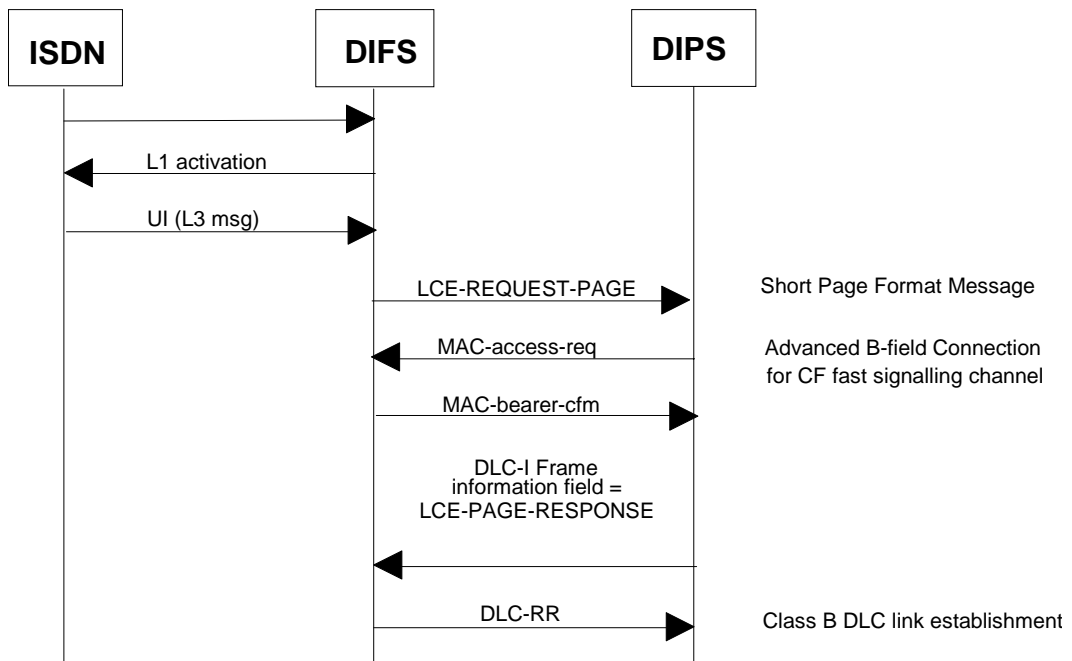 ISDN
DIFS
DIPS
L1 activation
UI (L3 msg)
LCE-REQUEST-PAGE
Short Page Format Message
MAC-access-req
Advanced B-field Connection
for CF fast signalling channel
MAC-bearer-cfm
DLC-I Frame
information field =
LCE-PAGE-RESPONSE
DLC-RR
Class B DLC link establishment